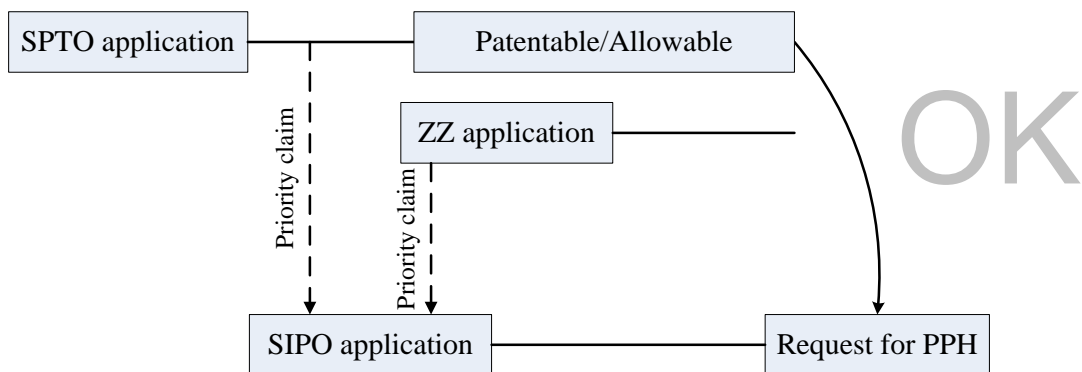 SPTO application
Patentable/Allowable
OK
ZZ application
Priority claim
Priority claim
SIPO application
Request for PPH